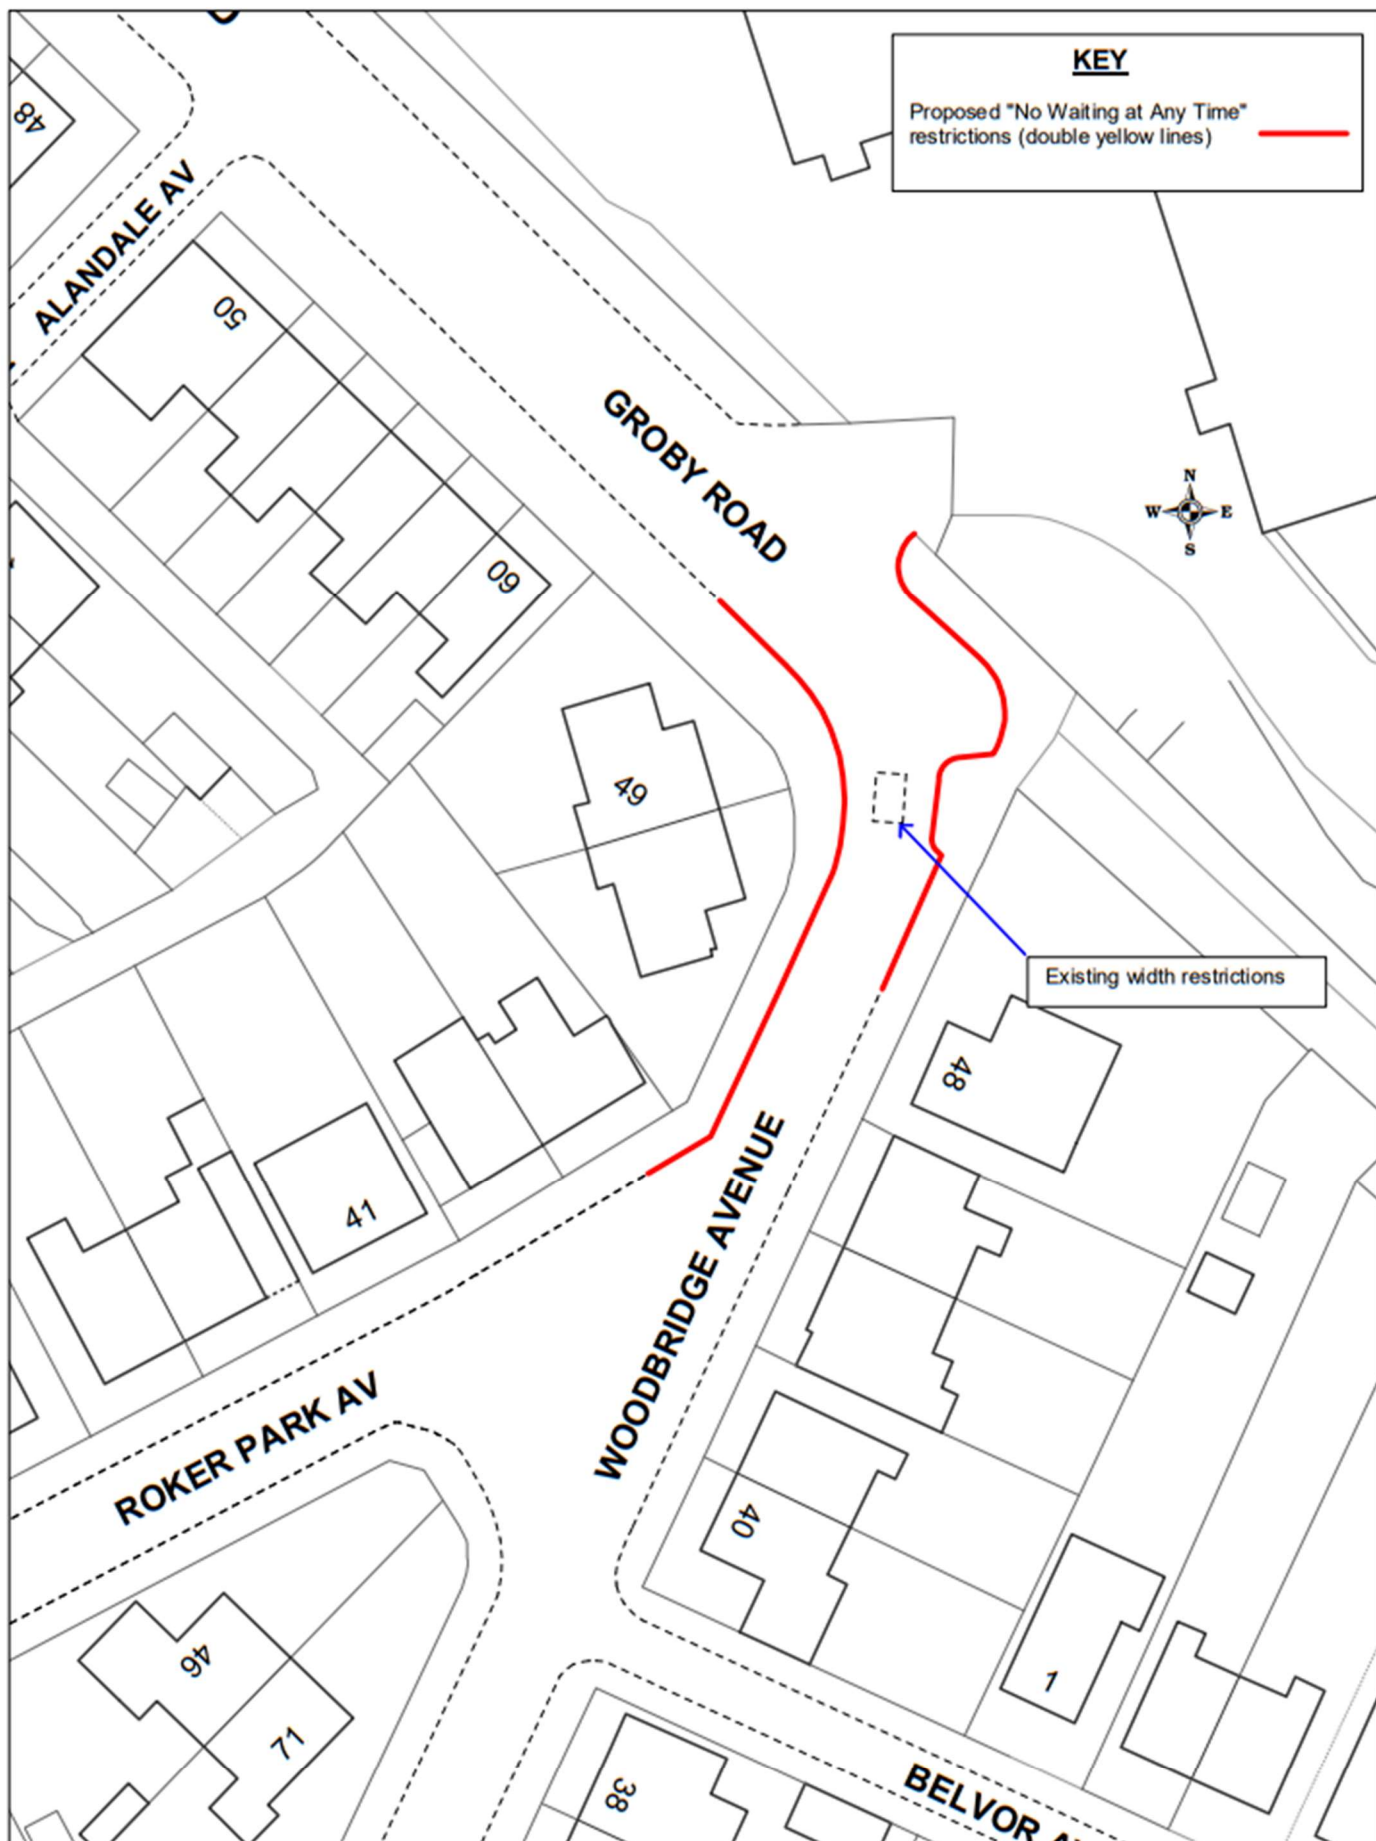 KEY
Proposed "No Waiting at Any Time"
restrictions (double yellow lines)
48
ALANDALE AV
50
GROBY ROAD
N
W E
S
60
49
Existing width restrictions
48
41
WOODBRIDGE AVENUE
ROKER PARK AV
40
46
1
71
38
BELVOR